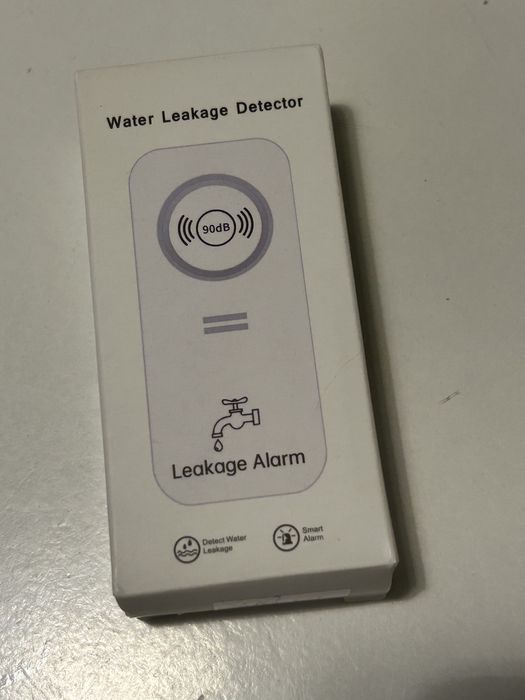 Water Leakage Detector
90dB
Leakage Alarm
Detect Water
Leakage
Smart
Alarm